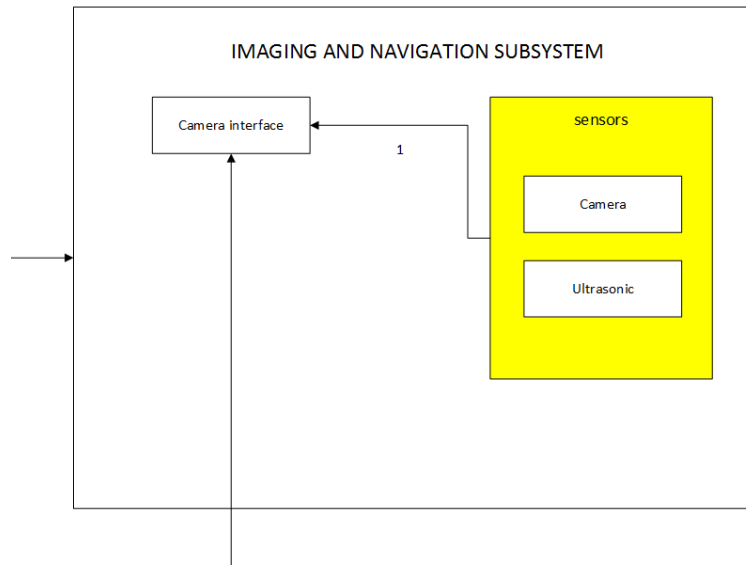 IMAGING AND NAVIGATION SUBSYSTEM
Camera interface
sensors
1
Camera
Ultrasonic